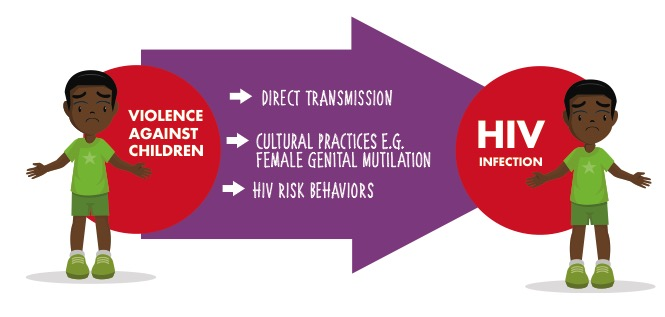 VIOLENCE
AGAINST
CHILDREN
DIRECT TRANSMISSION
CULTURAL PRACTICES E.G.
FEMALE GENITAL MUTILATION
HIV RISK BEHAVIORS
HIV
INFECTION